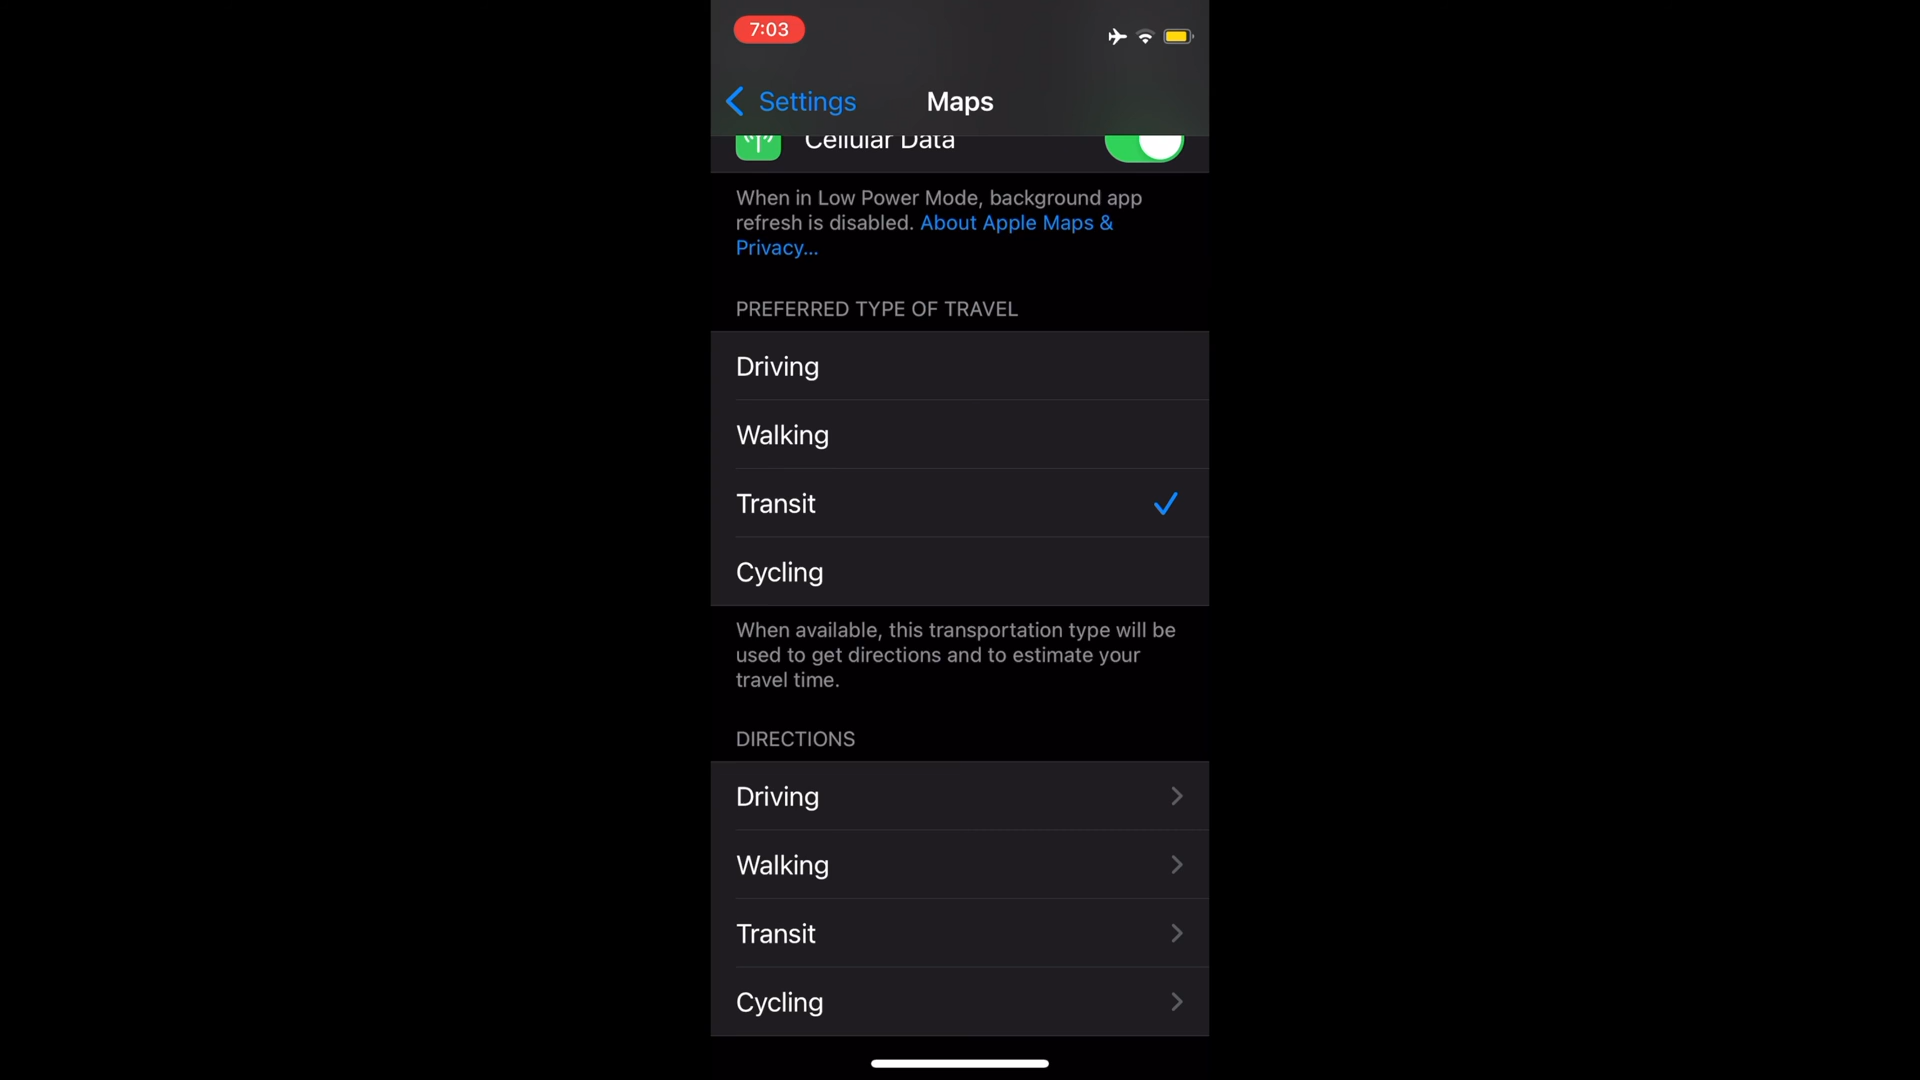 7:03
Settings
Maps
Cellular Data
When in Low Power Mode, background app
refresh is disabled. About Apple Maps &
Privacy...
PREFERRED TYPE OF TRAVEL
Driving
Walking
Transit
Cycling
When available, this transportation type will be
used to get directions and to estimate your
travel time.
DIRECTIONS
Driving
Walking
Transit
Cycling